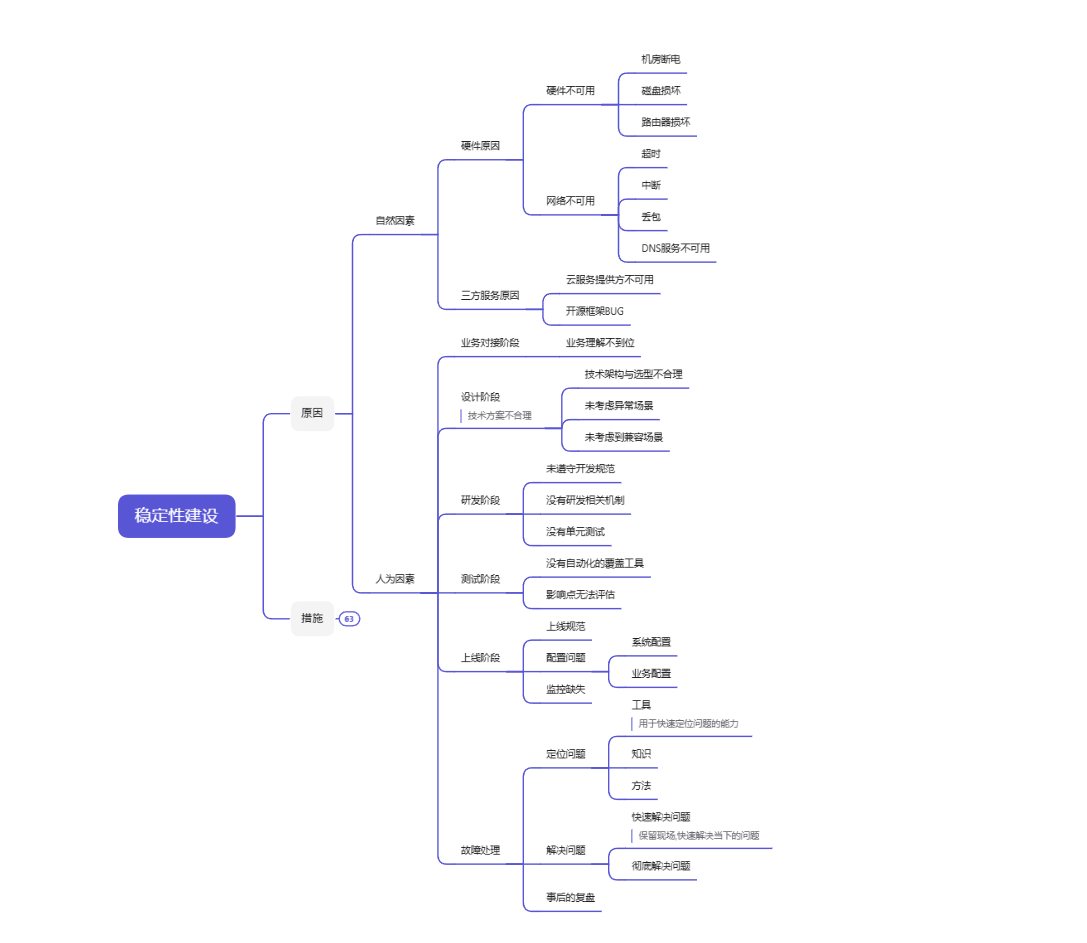 稳定性建设
原因
自然因素
硬件原因
硬件不可用
机房断电
磁盘损坏
路由器损坏
网络不可用
超时
中断
丢包
DNS服务不可用
三方服务原因
云服务提供方不可用
开源框架BUG
人为因素
业务对接阶段
业务理解不到位
设计阶段
技术方案不合理
技术架构与选型不合理
未考虑异常场景
未考虑到兼容场景
研发阶段
未遵守开发规范
没有研发相关机制
没有单元测试
测试阶段
没有自动化的覆盖工具
影响点无法评估
上线阶段
上线规范
配置问题
系统配置
业务配置
监控缺失
故障处理
定位问题
工具
用于快速定位问题的能力
知识
方法
解决问题
快速解决问题
保留现场,快速解决当下的问题
彻底解决问题
事后的复盘
措施
63